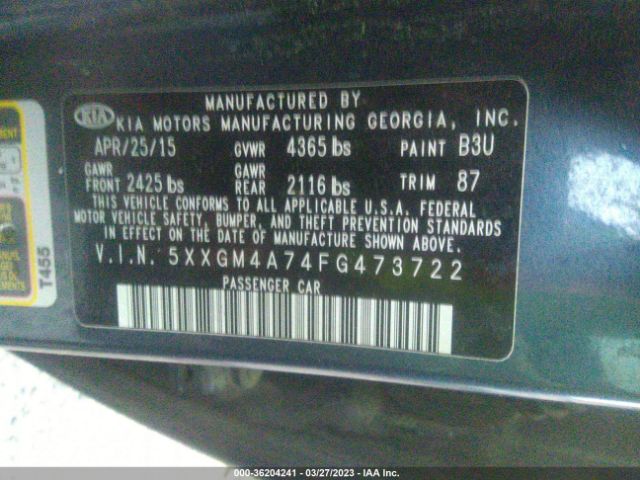 MANUFACTURED BY
KIA
KIA MOTORS MANUFACTURING GEORGIA, INC.
APR/25/15 GVWR 4365 lbs PAINT B3U
GAWR FRONT 2425 lbs GAWR REAR 2116 lbs TRIM 87
THIS VEHICLE CONFORMS TO ALL APPLICABLE U.S.A. FEDERAL
MOTOR VEHICLE SAFETY, BUMPER, AND THEFT PREVENTION STANDARDS
IN EFFECT ON THE DATE OF MANUFACTURE SHOWN ABOVE.
V.I.N. 5XXGM4A74FG473722
PASSENGER CAR
T455
000-36204241 - 03/27/2023 - IAA Inc.